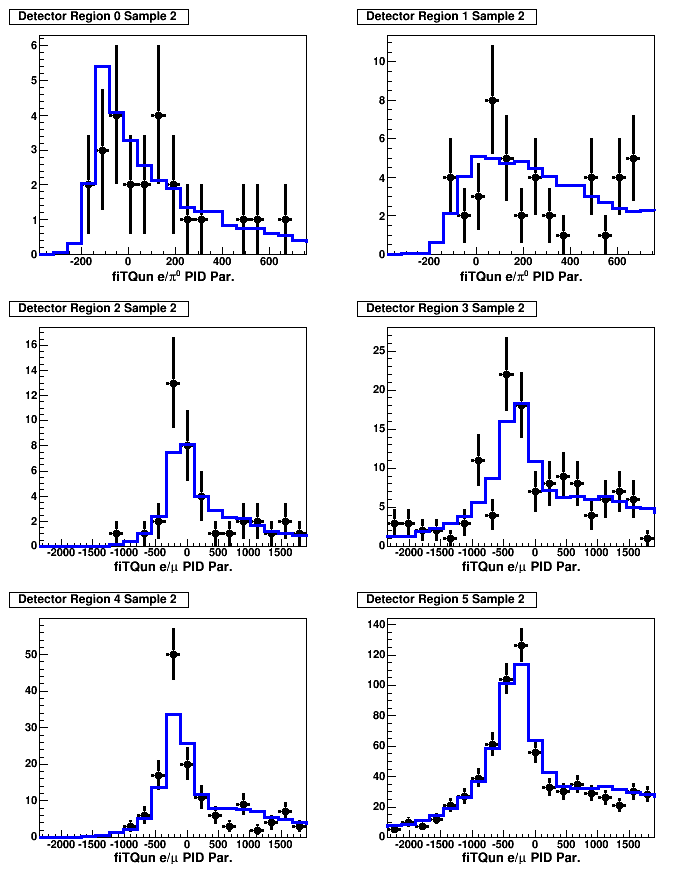 Detector Region 0 Sample 2
6
5
4
3
2
1
0
-200 0 200 400 600
fiTQun e/π⁰ PID Par.
Detector Region 1 Sample 2
10
8
6
4
2
0
-200 0 200 400 600
fiTQun e/π⁰ PID Par.
Detector Region 2 Sample 2
16
14
12
10
8
6
4
2
0
-2000 -1500 -1000 -500 0 500 1000 1500
fiTQun e/μ PID Par.
Detector Region 3 Sample 2
25
20
15
10
5
0
-2000 -1500 -1000 -500 0 500 1000 1500
fiTQun e/μ PID Par.
Detector Region 4 Sample 2
50
40
30
20
10
0
-2000 -1500 -1000 -500 0 500 1000 1500
fiTQun e/μ PID Par.
Detector Region 5 Sample 2
140
120
100
80
60
40
20
0
-2000 -1500 -1000 -500 0 500 1000 1500
fiTQun e/μ PID Par.